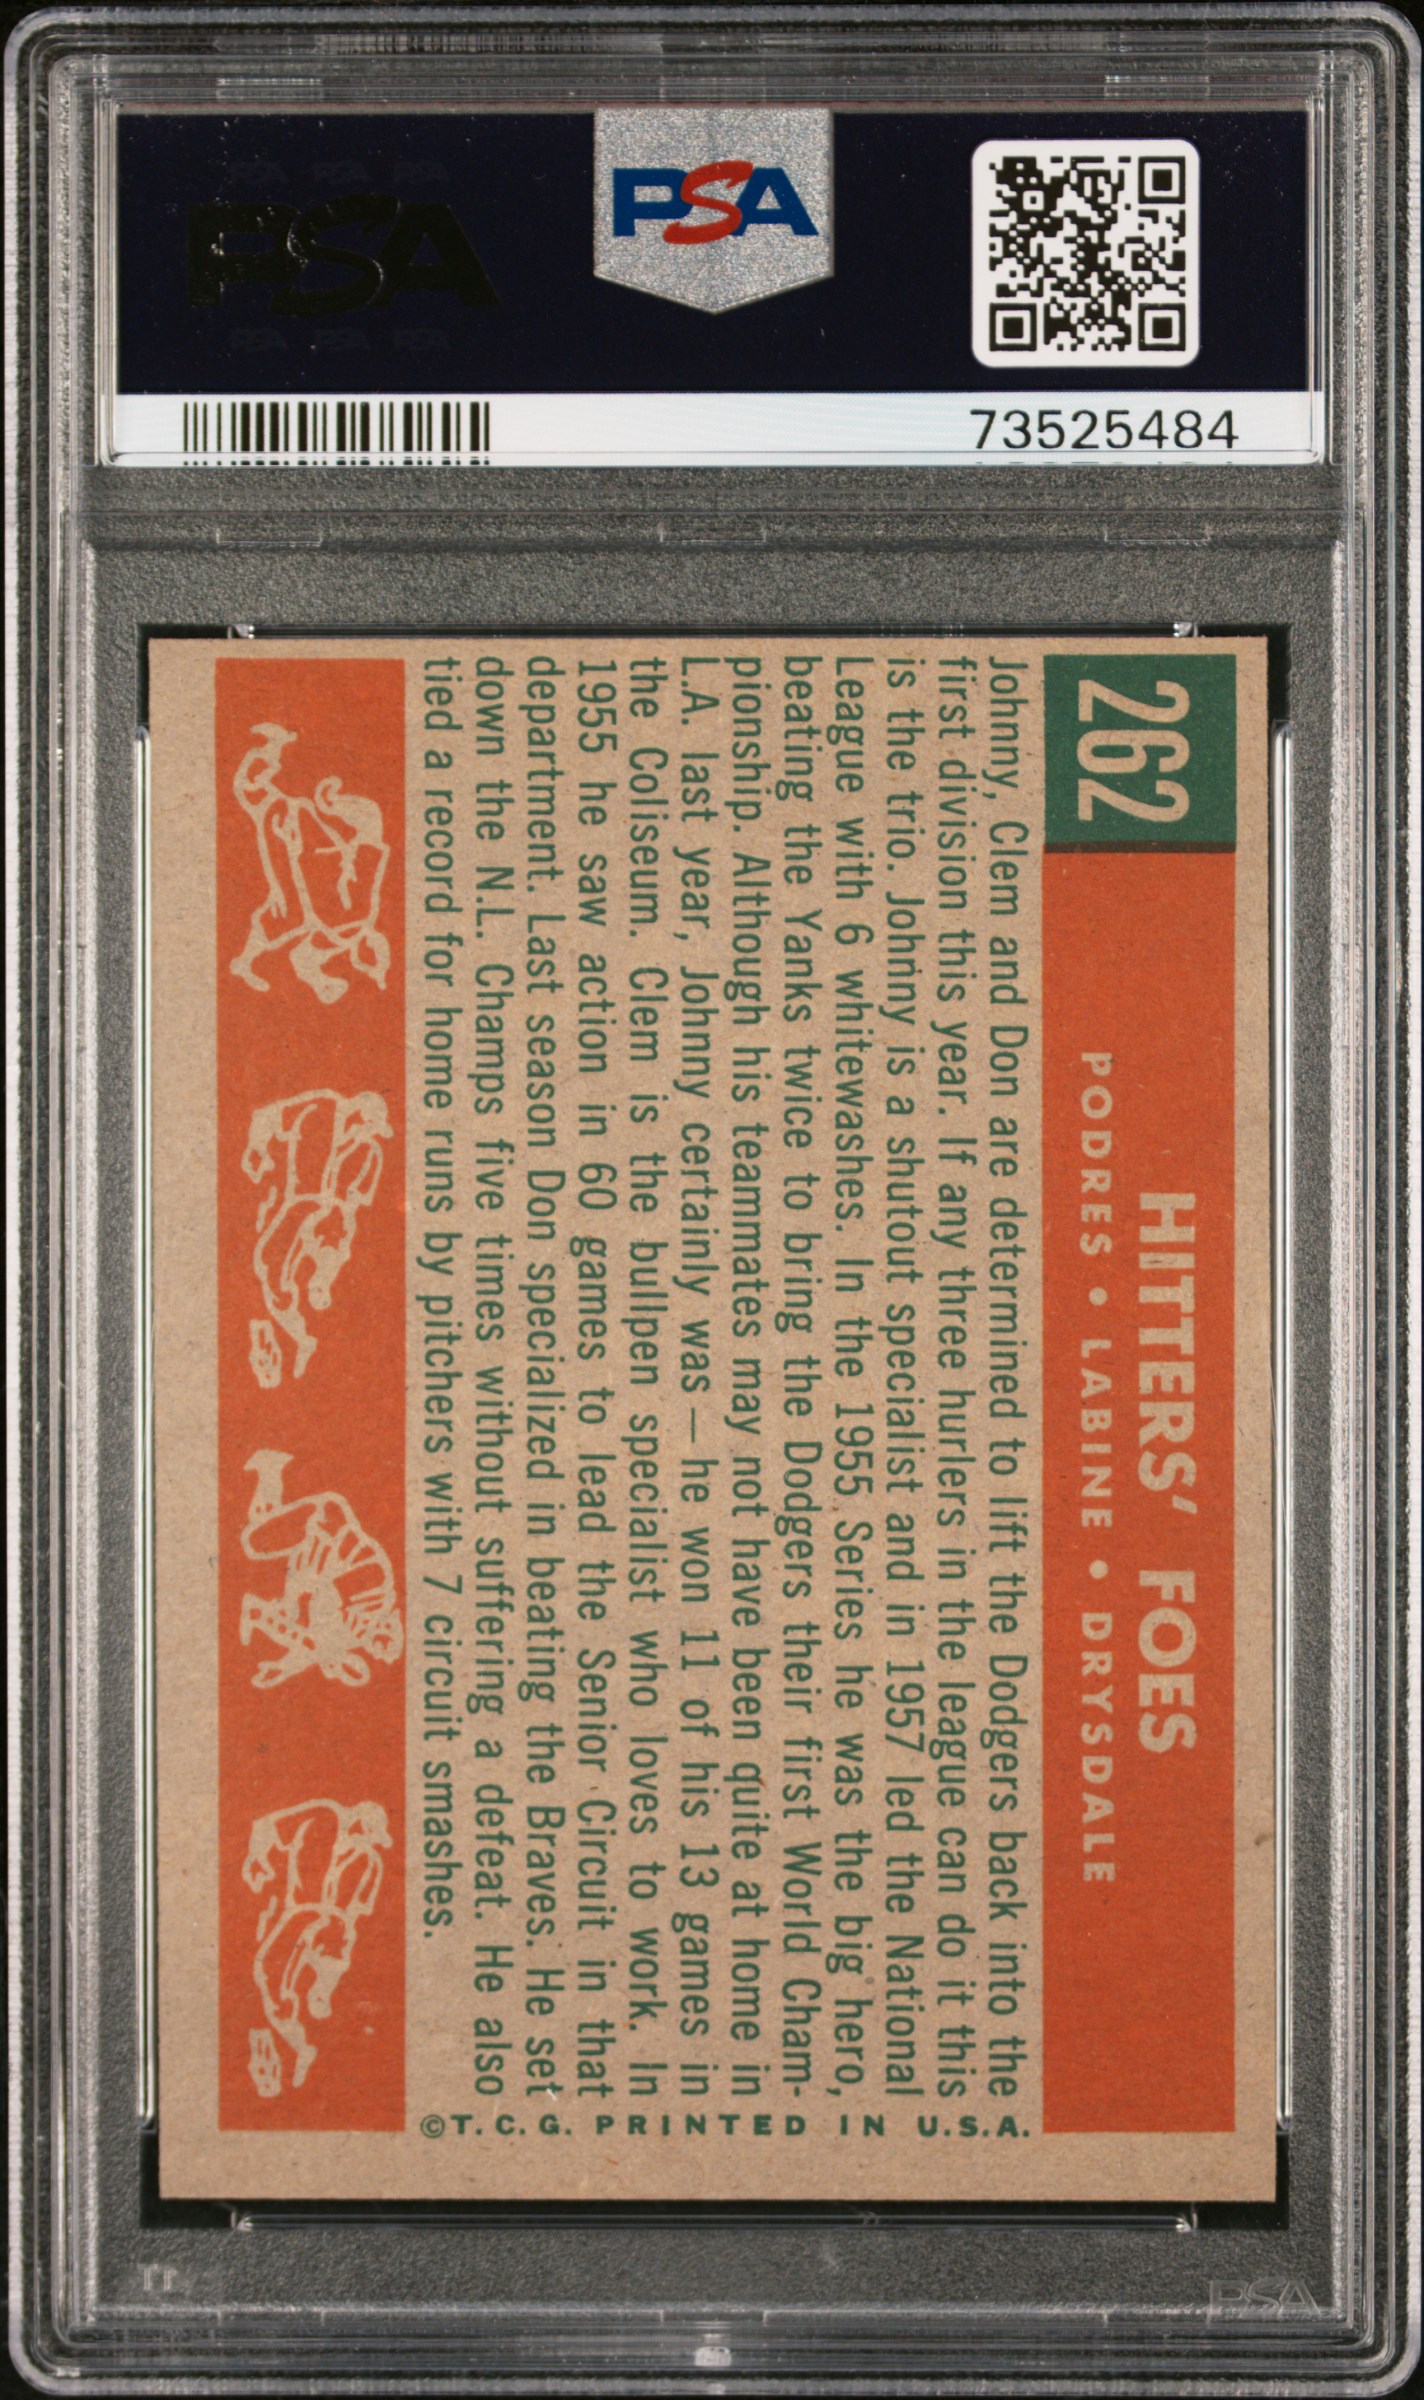 PSA
PSA PSA PSA
PSA
PSA PSA PSA
73525484
262
HITTERS' FOES
PODRES • LABINE • DRYSDALE
Johnny, Clem and Don are determined to lift the Dodgers back into the
first division this year. If any three hurlers in the league can do it this
is the trio. Johnny is a shutout specialist and in 1957 led the National
League with 6 whitewashes. In the 1955 Series he was the big hero,
beating the Yanks twice to bring the Dodgers their first World Cham-
pionship. Although his teammates may not have been quite at home in
L.A. last year, Johnny certainly was — he won 11 of his 13 games in
the Coliseum. Clem is the bullpen specialist who loves to work. In
1955 he saw action in 60 games to lead the Senior Circuit in that
department. Last season Don specialized in beating the Braves. He set
down the N.L. Champs five times without suffering a defeat. He also
tied a record for home runs by pitchers with 7 circuit smashes.
©T.C.G. PRINTED IN U.S.A.
PSA